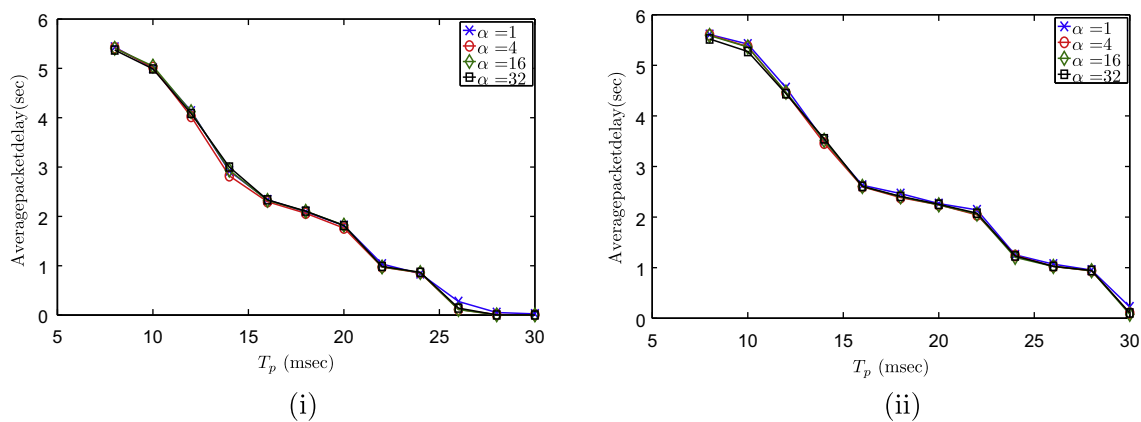 6
5
4
3
2
1
0
Averagepacketdelay(sec)
5 10 15 20 25 30
T_p (msec)
α =1
α =4
α =16
α =32
(i)
6
5
4
3
2
1
0
Averagepacketdelay(sec)
5 10 15 20 25 30
T_p (msec)
α =1
α =4
α =16
α =32
(ii)